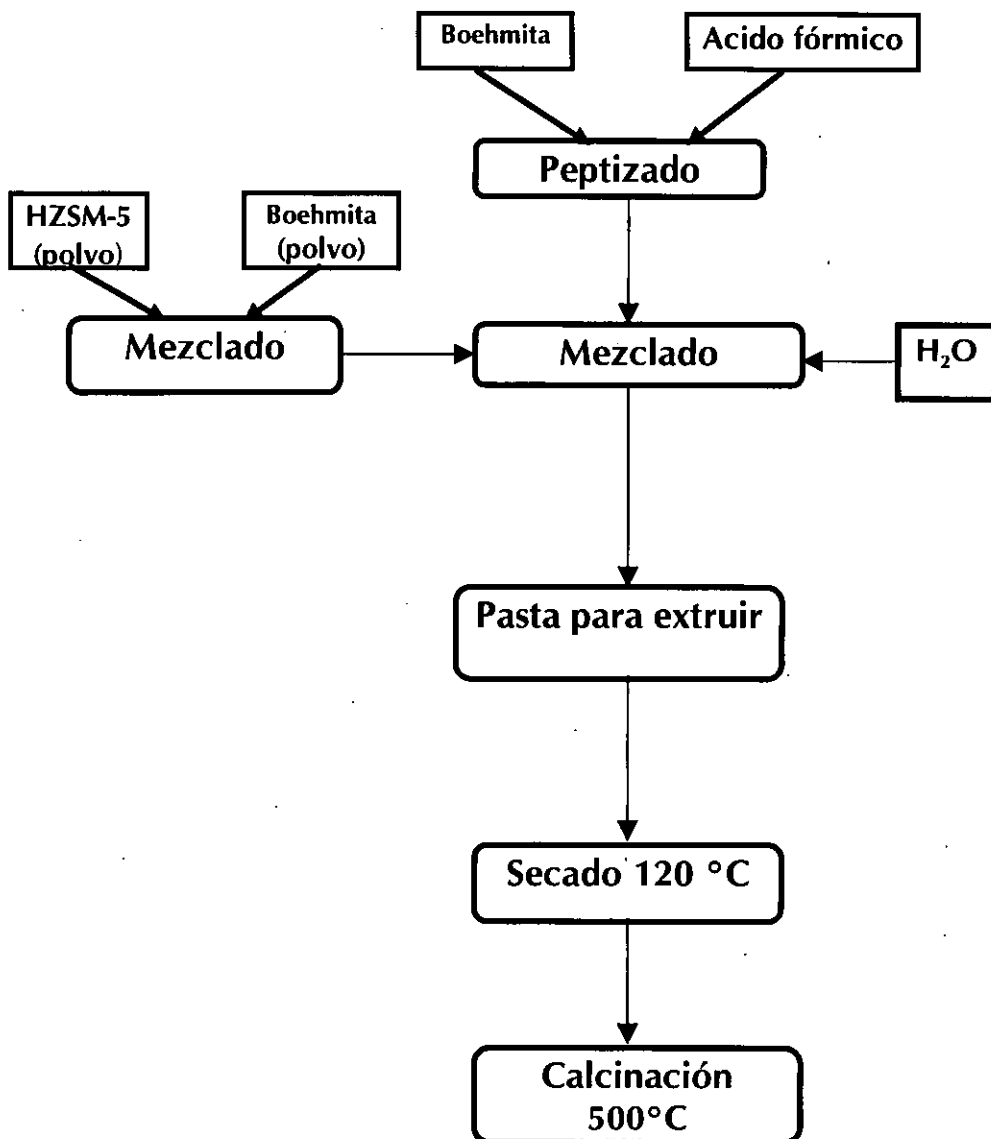 Boehmita
Acido fórmico
Peptizado
HZSM-5
(polvo)
Boehmita
(polvo)
Mezclado
Mezclado
H₂O
Pasta para extruir
Secado 120 °C
Calcinación
500°C